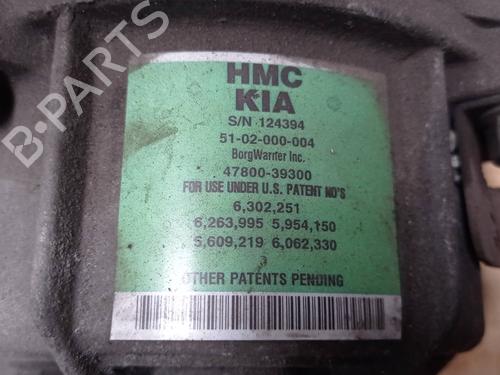 B-PARTS
HMC
KIA
S/N 124394
51-02-000-004
BorgWarner Inc.
47800-39300
FOR USE UNDER U.S. PATENT NO'S
6,302,251
6,263,995 5,954,150
5,609,219 6,062,330
OTHER PATENTS PENDING